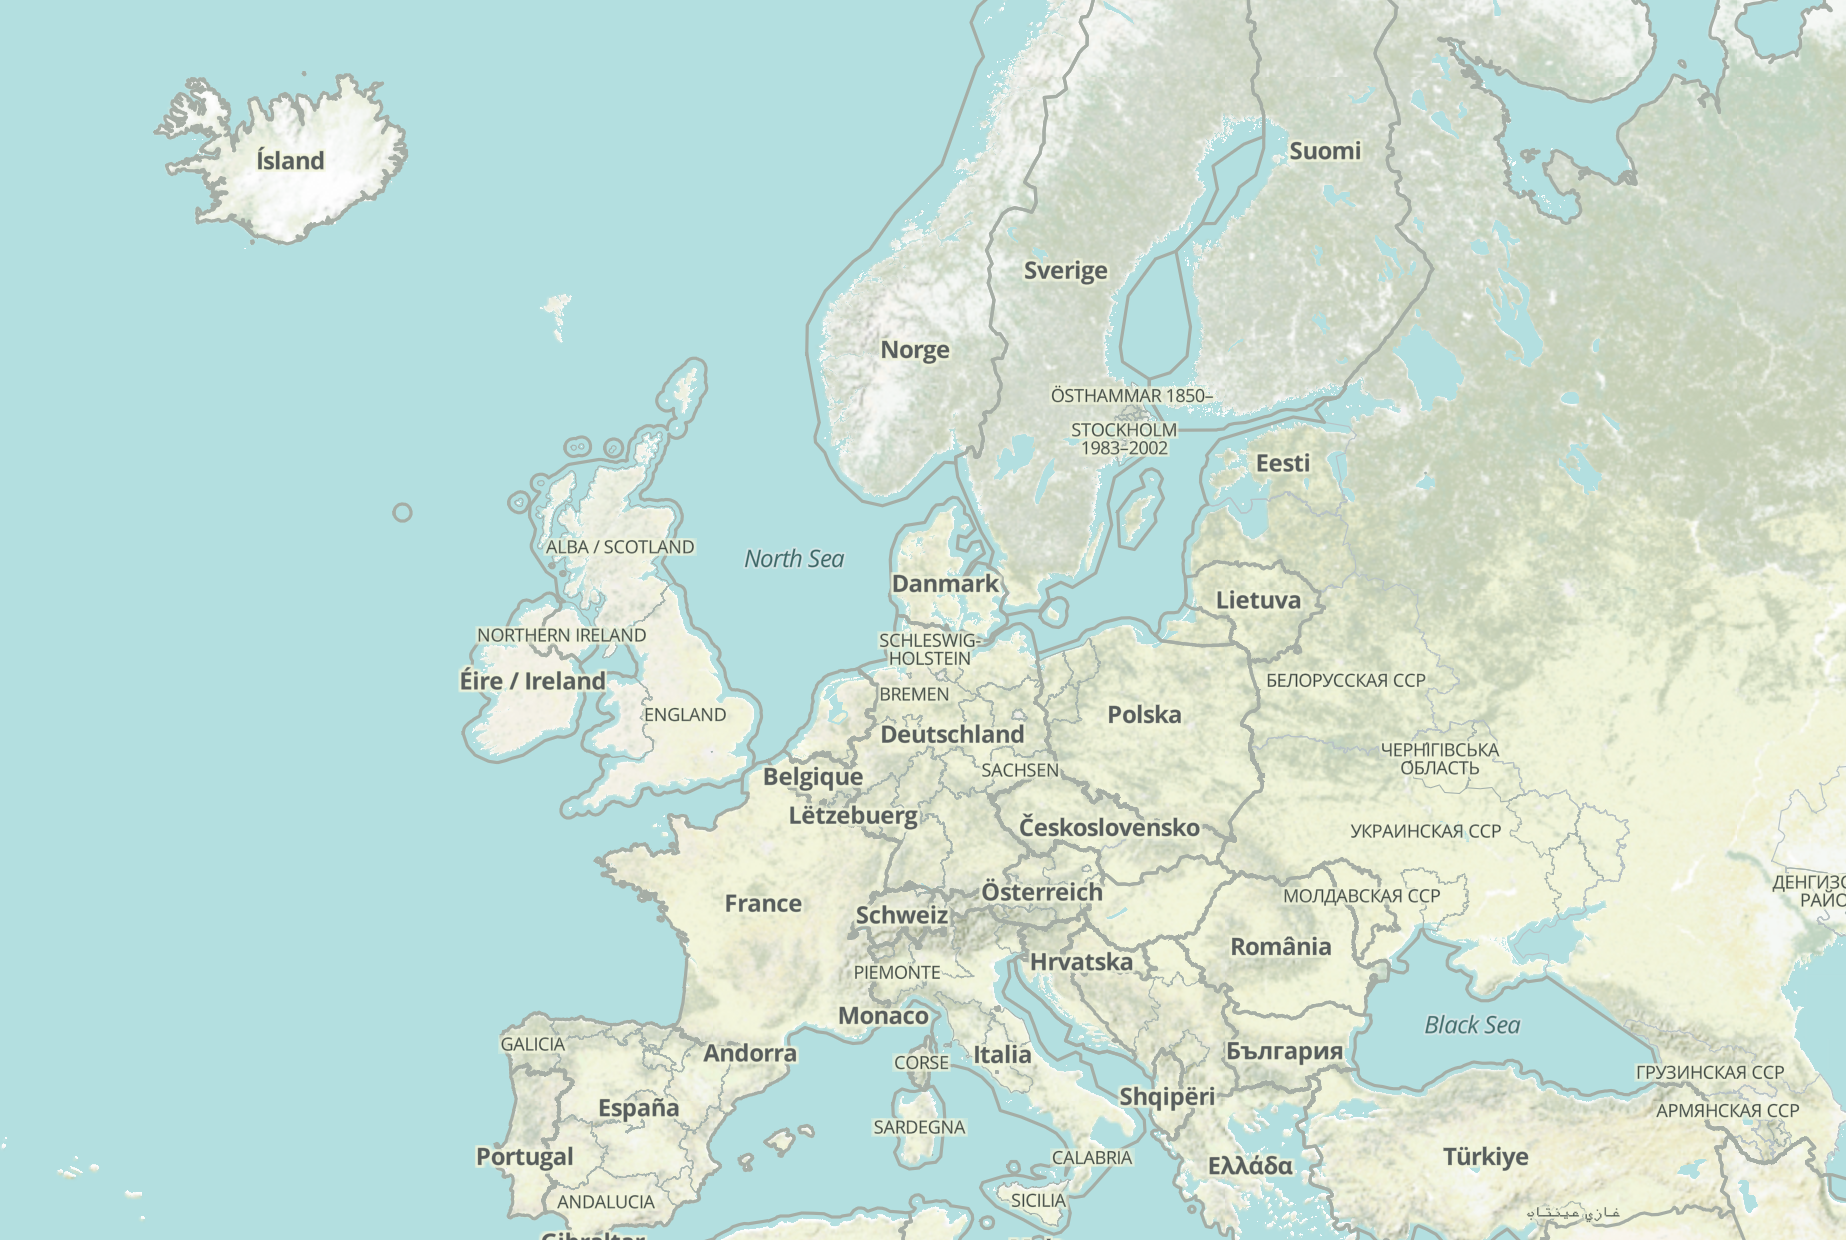 Ísland
Suomi
Sverige
Norge
ÖSTHAMMAR 1850–
STOCKHOLM
1983–2002
Eesti
ALBA / SCOTLAND
North Sea
Danmark
Lietuva
NORTHERN IRELAND
SCHLESWIG-
HOLSTEIN
Éire / Ireland
БЕЛОРУССКАЯ ССР
BREMEN
ENGLAND
Polska
Deutschland
ЧЕРНІГІВСЬКА
ОБЛАСТЬ
SACHSEN
Belgique
Lëtzebuerg
Československo
УКРАИНСКАЯ ССР
ДЕНГИЗС
РАЙО
Österreich
МОЛДАВСКАЯ ССР
France
Schweiz
România
Hrvatska
PIEMONTE
Monaco
Black Sea
GALICIA
Andorra
CORSE
Italia
България
ГРУЗИНСКАЯ ССР
Shqipëri
España
АРМЯНСКАЯ ССР
SARDEGNA
Portugal
CALABRIA
Ελλάδα
Türkiye
ANDALUCIA
SICILIA
غازي عينتاب
Gibraltar